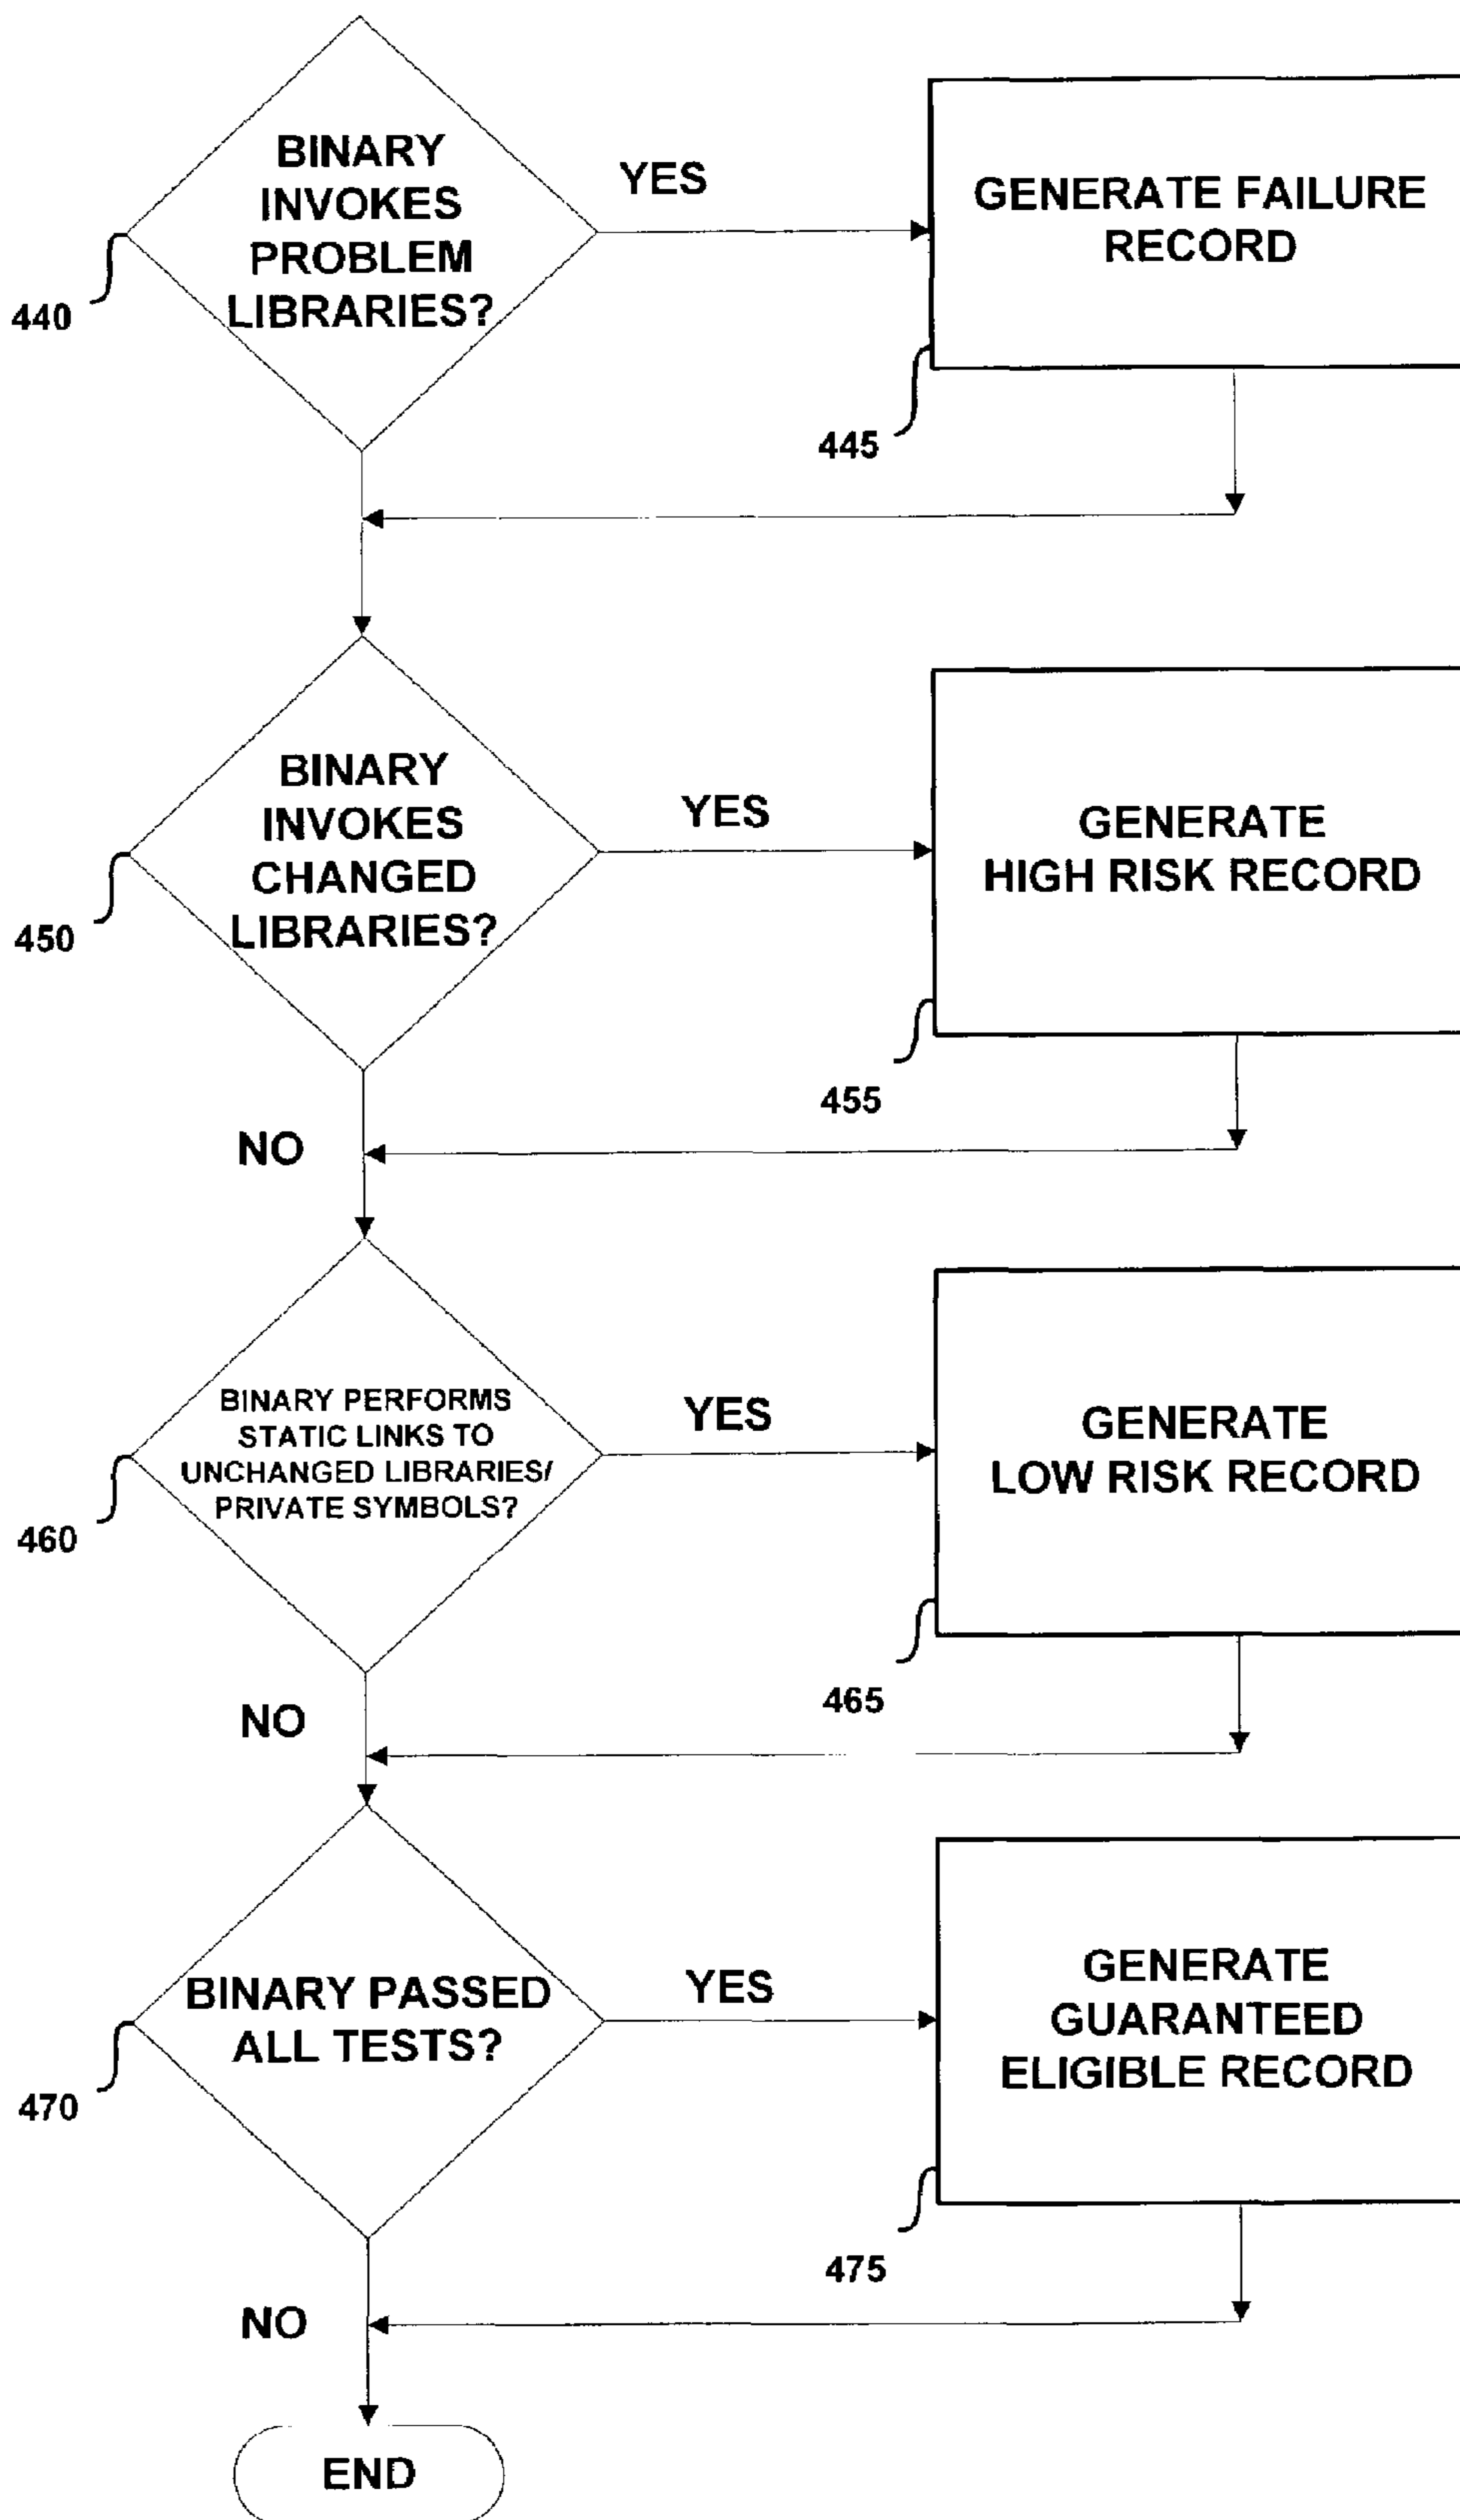 BINARY
INVOKES
PROBLEM
LIBRARIES?
YES
GENERATE FAILURE
RECORD
440
445
BINARY
INVOKES
CHANGED
LIBRARIES?
YES
GENERATE
HIGH RISK RECORD
450
455
NO
BINARY PERFORMS
STATIC LINKS TO
UNCHANGED LIBRARIES/
PRIVATE SYMBOLS?
YES
GENERATE
LOW RISK RECORD
460
465
NO
BINARY PASSED
ALL TESTS?
YES
GENERATE
GUARANTEED
ELIGIBLE RECORD
470
475
NO
END